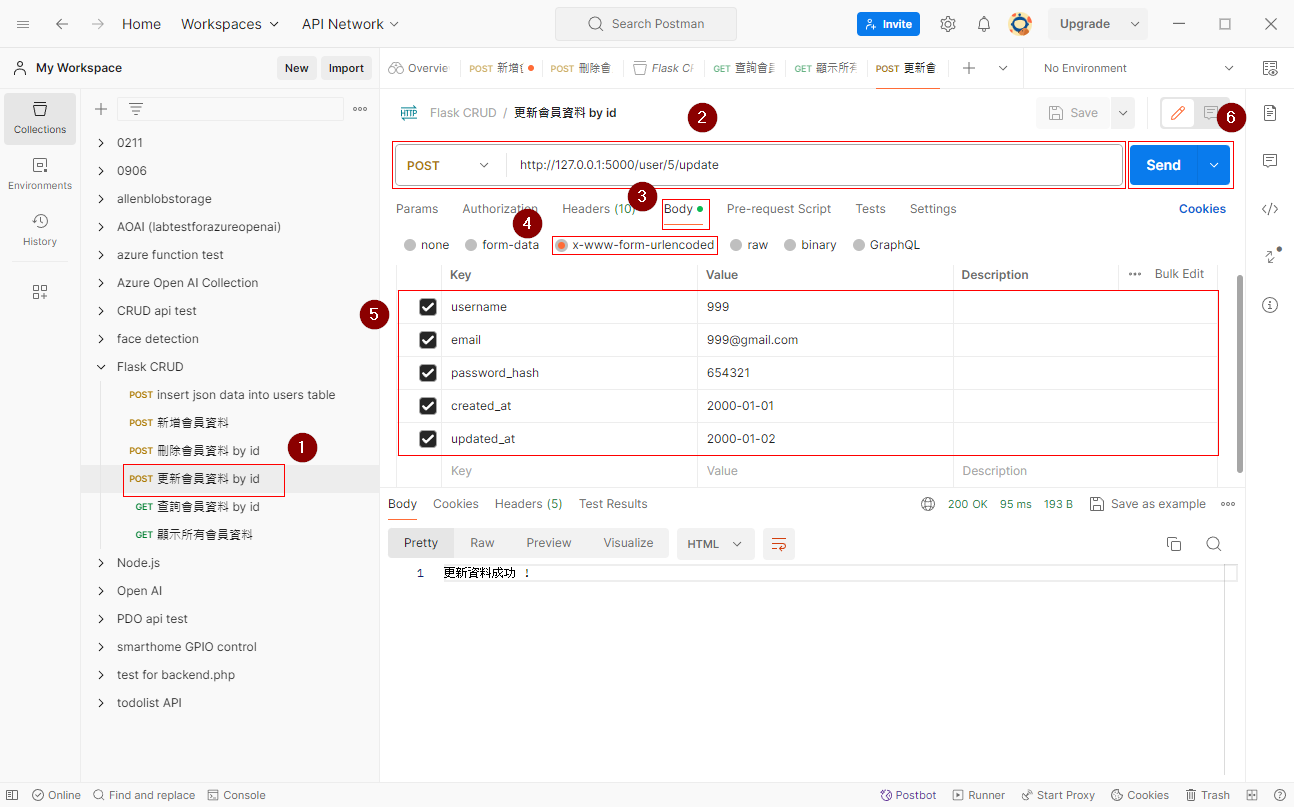 Home Workspaces API Network Search Postman Invite Upgrade
My Workspace New Import
Overvie POST 新增 POST 刪除會 Flask C GET 查詢會 GET 顯示所 POST 更新會 No Environment
Collections
Environments
History
0211
0906
allenblobstorage
AOAI (labtestforazureopenai)
azure function test
Azure Open AI Collection
CRUD api test
face detection
Flask CRUD
POST insert json data into users table
POST 新增會員資料
POST 刪除會員資料 by id
1
POST 更新會員資料 by id
GET 查詢會員資料 by id
GET 顯示所有會員資料
Node.js
Open AI
PDO api test
smarthome GPIO control
test for backend.php
todolist API
HTTP Flask CRUD / 更新會員資料 by id
2
Save
6
POST http://127.0.0.1:5000/user/5/update Send
3
Params Authorization Headers (10) Body Pre-request Script Tests Settings Cookies
4
none form-data x-www-form-urlencoded raw binary GraphQL
Key Value Description Bulk Edit
5
username 999
email 999@gmail.com
password_hash 654321
created_at 2000-01-01
updated_at 2000-01-02
Key Value Description
Body Cookies Headers (5) Test Results 200 OK 95 ms 193 B Save as example
Pretty Raw Preview Visualize HTML
1 更新資料成功 !
Online Find and replace Console Postbot Runner Start Proxy Cookies Trash